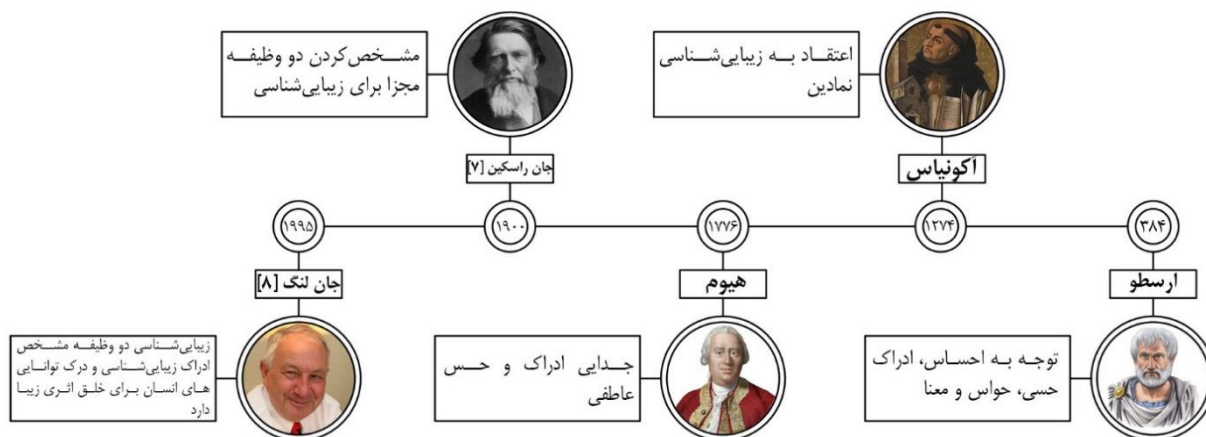 اعتقاد به زیبایی‌شناسی
نمادین
مشخص‌کردن دو وظیفه
مجزا برای زیبایی‌شناسی
آکونیاس
جان راسکین [۷]
۳۸۴
۱۲۷۴
۱۷۷۶
۱۹۰۰
۱۹۹۵
ارسطو
هیوم
جان لنگ [۸]
توجه به احساس، ادراک
حسی، حواس و معنا
جدایی ادراک و حس
عاطفی
زیبایی‌شناسی دو وظیفه مشخص
ادراک زیبایی‌شناسی و درک توانایی
های انسان برای خلق اثری زیبا
دارد